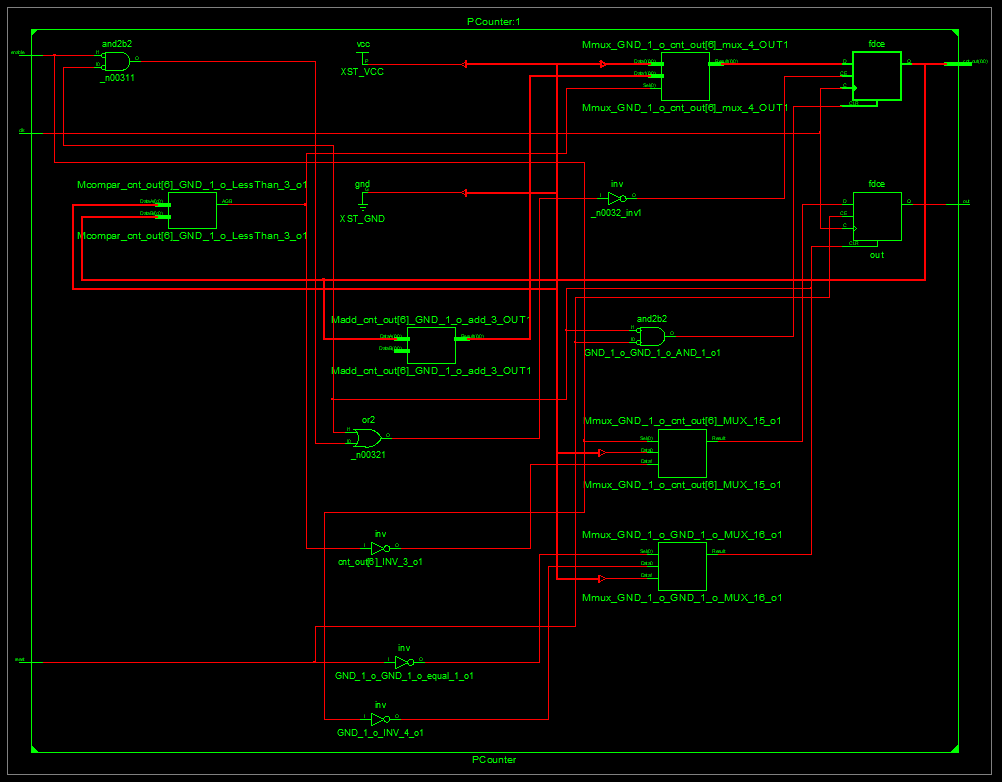 PCounter:1
enable
and2b2
_n00311
vcc
XST_VCC
Mmux_GND_1_o_cnt_out[6]_mux_4_OUT1
Mmux_GND_1_o_cnt_out[6]_mux_4_OUT1
fdce
clk
Mcompar_cnt_out[6]_GND_1_o_LessThan_3_o1
Mcompar_cnt_out[6]_GND_1_o_LessThan_3_o1
gnd
XST_GND
inv
_n0032_inv1
fdce
out
Madd_cnt_out[6]_GND_1_o_add_3_OUT1
Madd_cnt_out[6]_GND_1_o_add_3_OUT1
and2b2
GND_1_o_GND_1_o_AND_1_o1
or2
_n00321
Mmux_GND_1_o_cnt_out[6]_MUX_15_o1
Mmux_GND_1_o_cnt_out[6]_MUX_15_o1
inv
cnt_out[6]_INV_3_o1
Mmux_GND_1_o_GND_1_o_MUX_16_o1
Mmux_GND_1_o_GND_1_o_MUX_16_o1
inv
GND_1_o_GND_1_o_equal_1_o1
inv
GND_1_o_INV_4_o1
PCounter